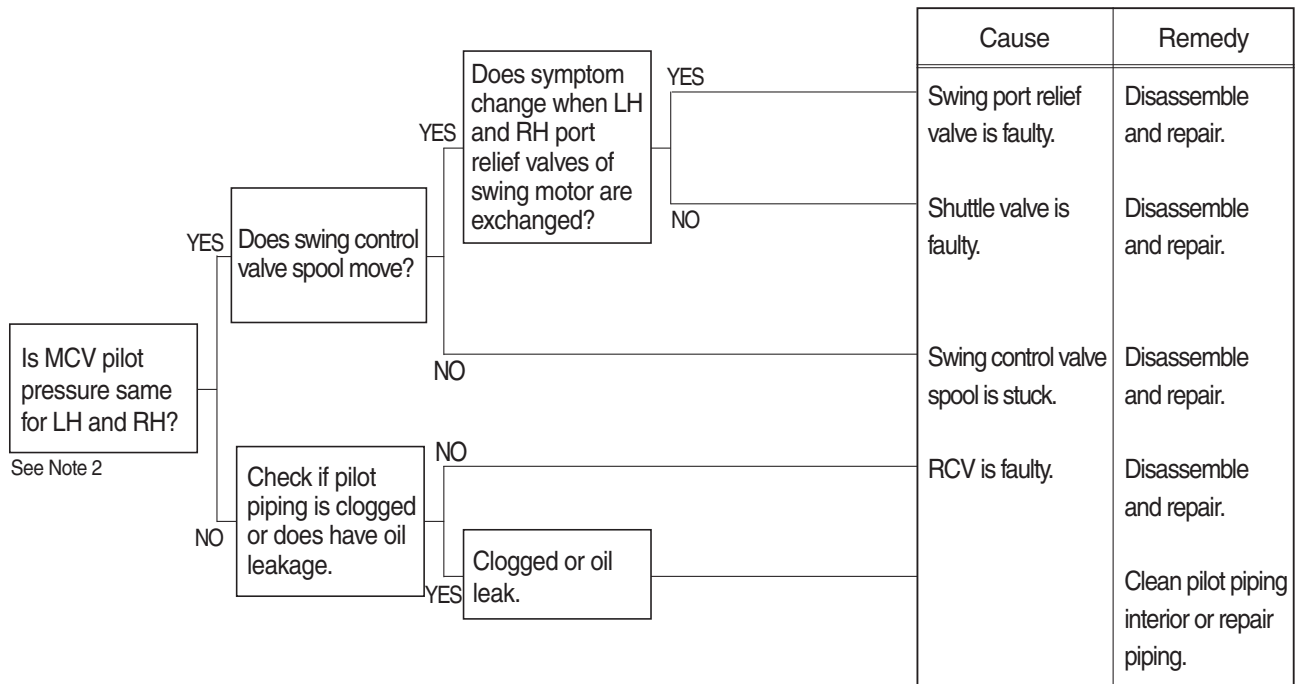 Cause
Remedy
Does symptom
change when LH
and RH port
relief valves of
swing motor are
exchanged?
YES
YES
NO
Swing port relief
valve is faulty.
Disassemble
and repair.
Shuttle valve is
faulty.
Disassemble
and repair.
YES
Does swing control
valve spool move?
NO
Swing control valve
spool is stuck.
Disassemble
and repair.
Is MCV pilot
pressure same
for LH and RH?
See Note 2
NO
Check if pilot
piping is clogged
or does have oil
leakage.
NO
RCV is faulty.
Disassemble
and repair.
YES
Clogged or oil
leak.
Clean pilot piping
interior or repair
piping.